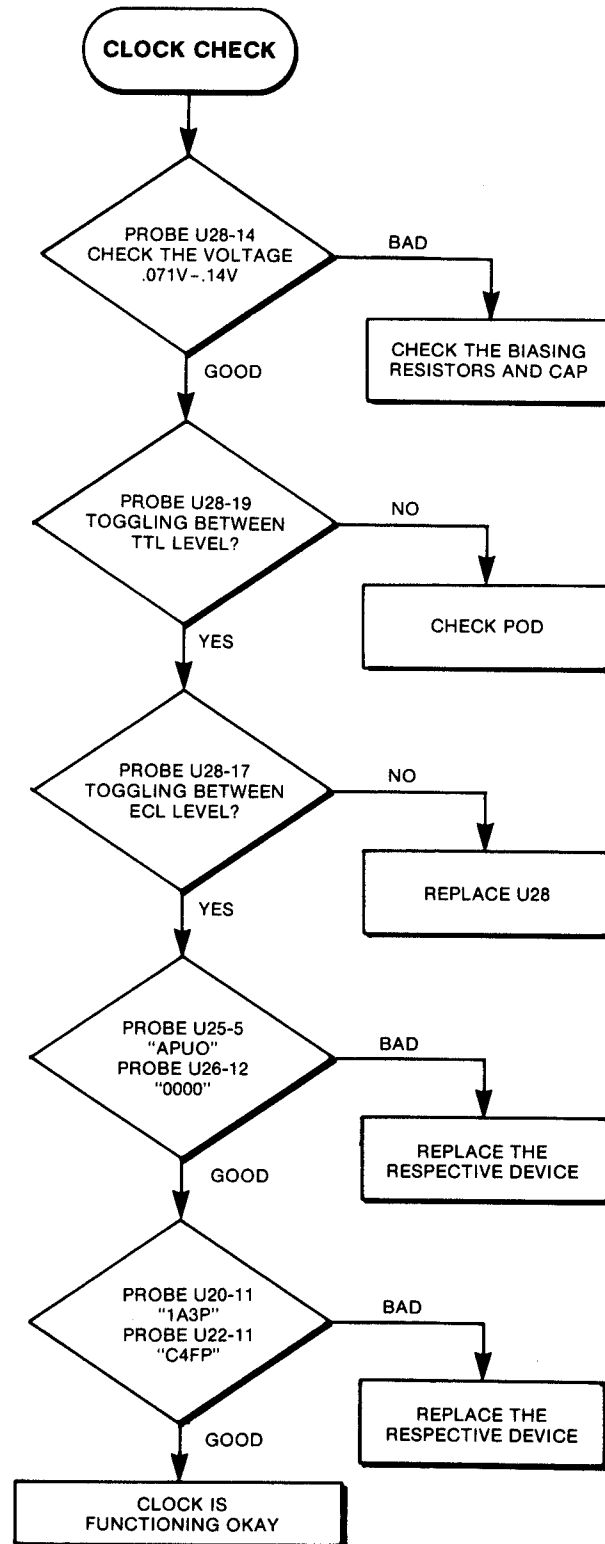 CLOCK CHECK
PROBE U28-14
CHECK THE VOLTAGE
.071V-.14V
BAD
CHECK THE BIASING
RESISTORS AND CAP
GOOD
PROBE U28-19
TOGGLING BETWEEN
TTL LEVEL?
NO
CHECK POD
YES
PROBE U28-17
TOGGLING BETWEEN
ECL LEVEL?
NO
REPLACE U28
YES
PROBE U25-5
“APUO”
PROBE U26-12
“0000”
BAD
REPLACE THE
RESPECTIVE DEVICE
GOOD
PROBE U20-11
“1A3P”
PROBE U22-11
“C4FP”
BAD
REPLACE THE
RESPECTIVE DEVICE
GOOD
CLOCK IS
FUNCTIONING OKAY